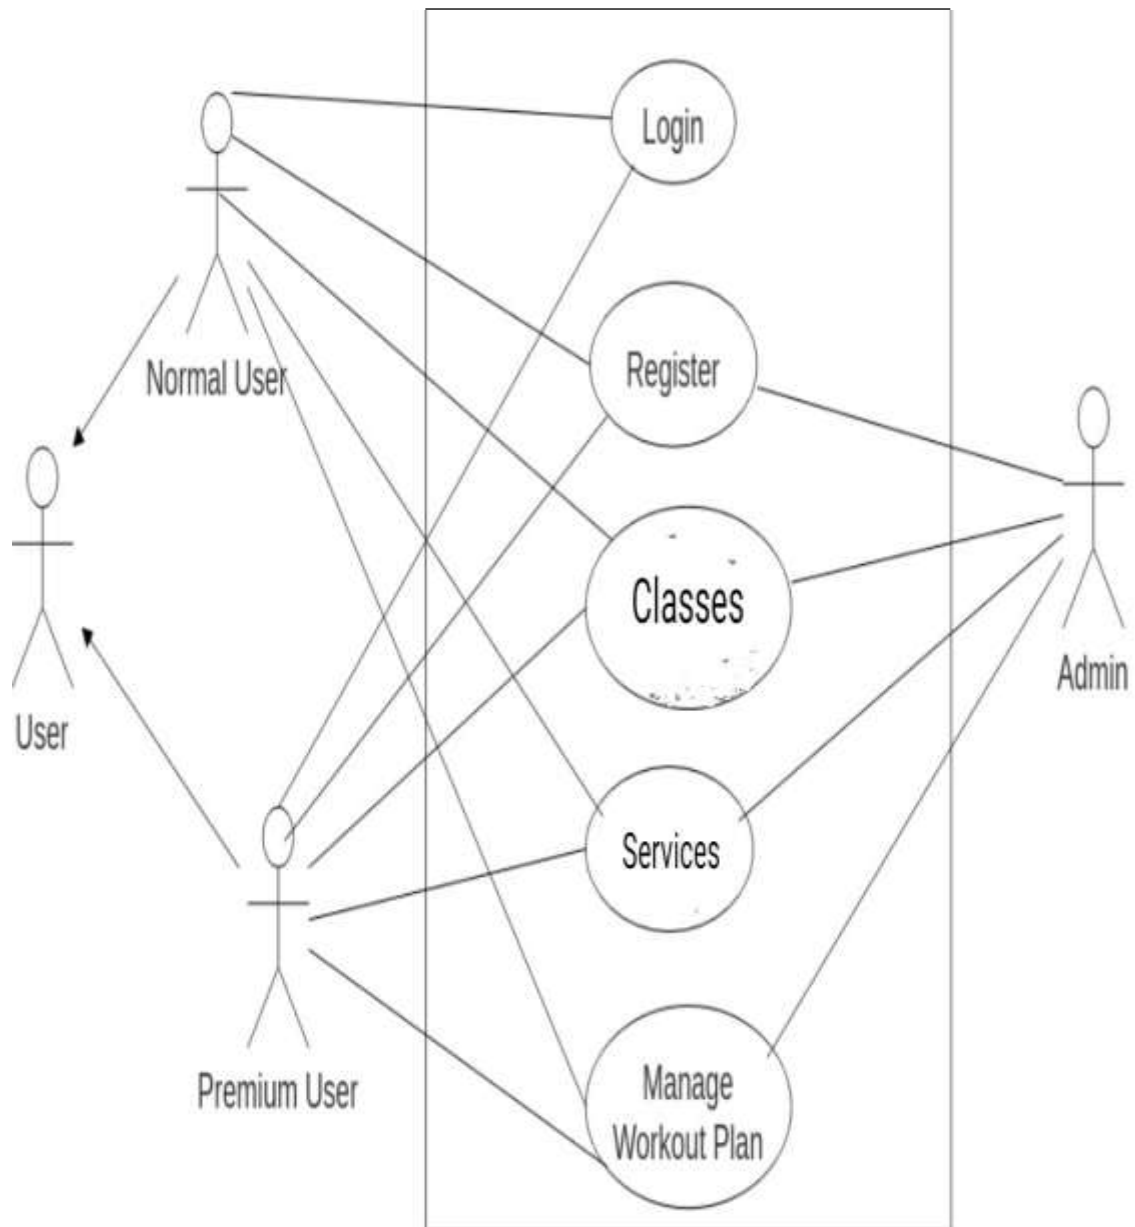 Login
Normal User
Register
Classes
Admin
User
Services
Premium User
Manage
Workout Plan